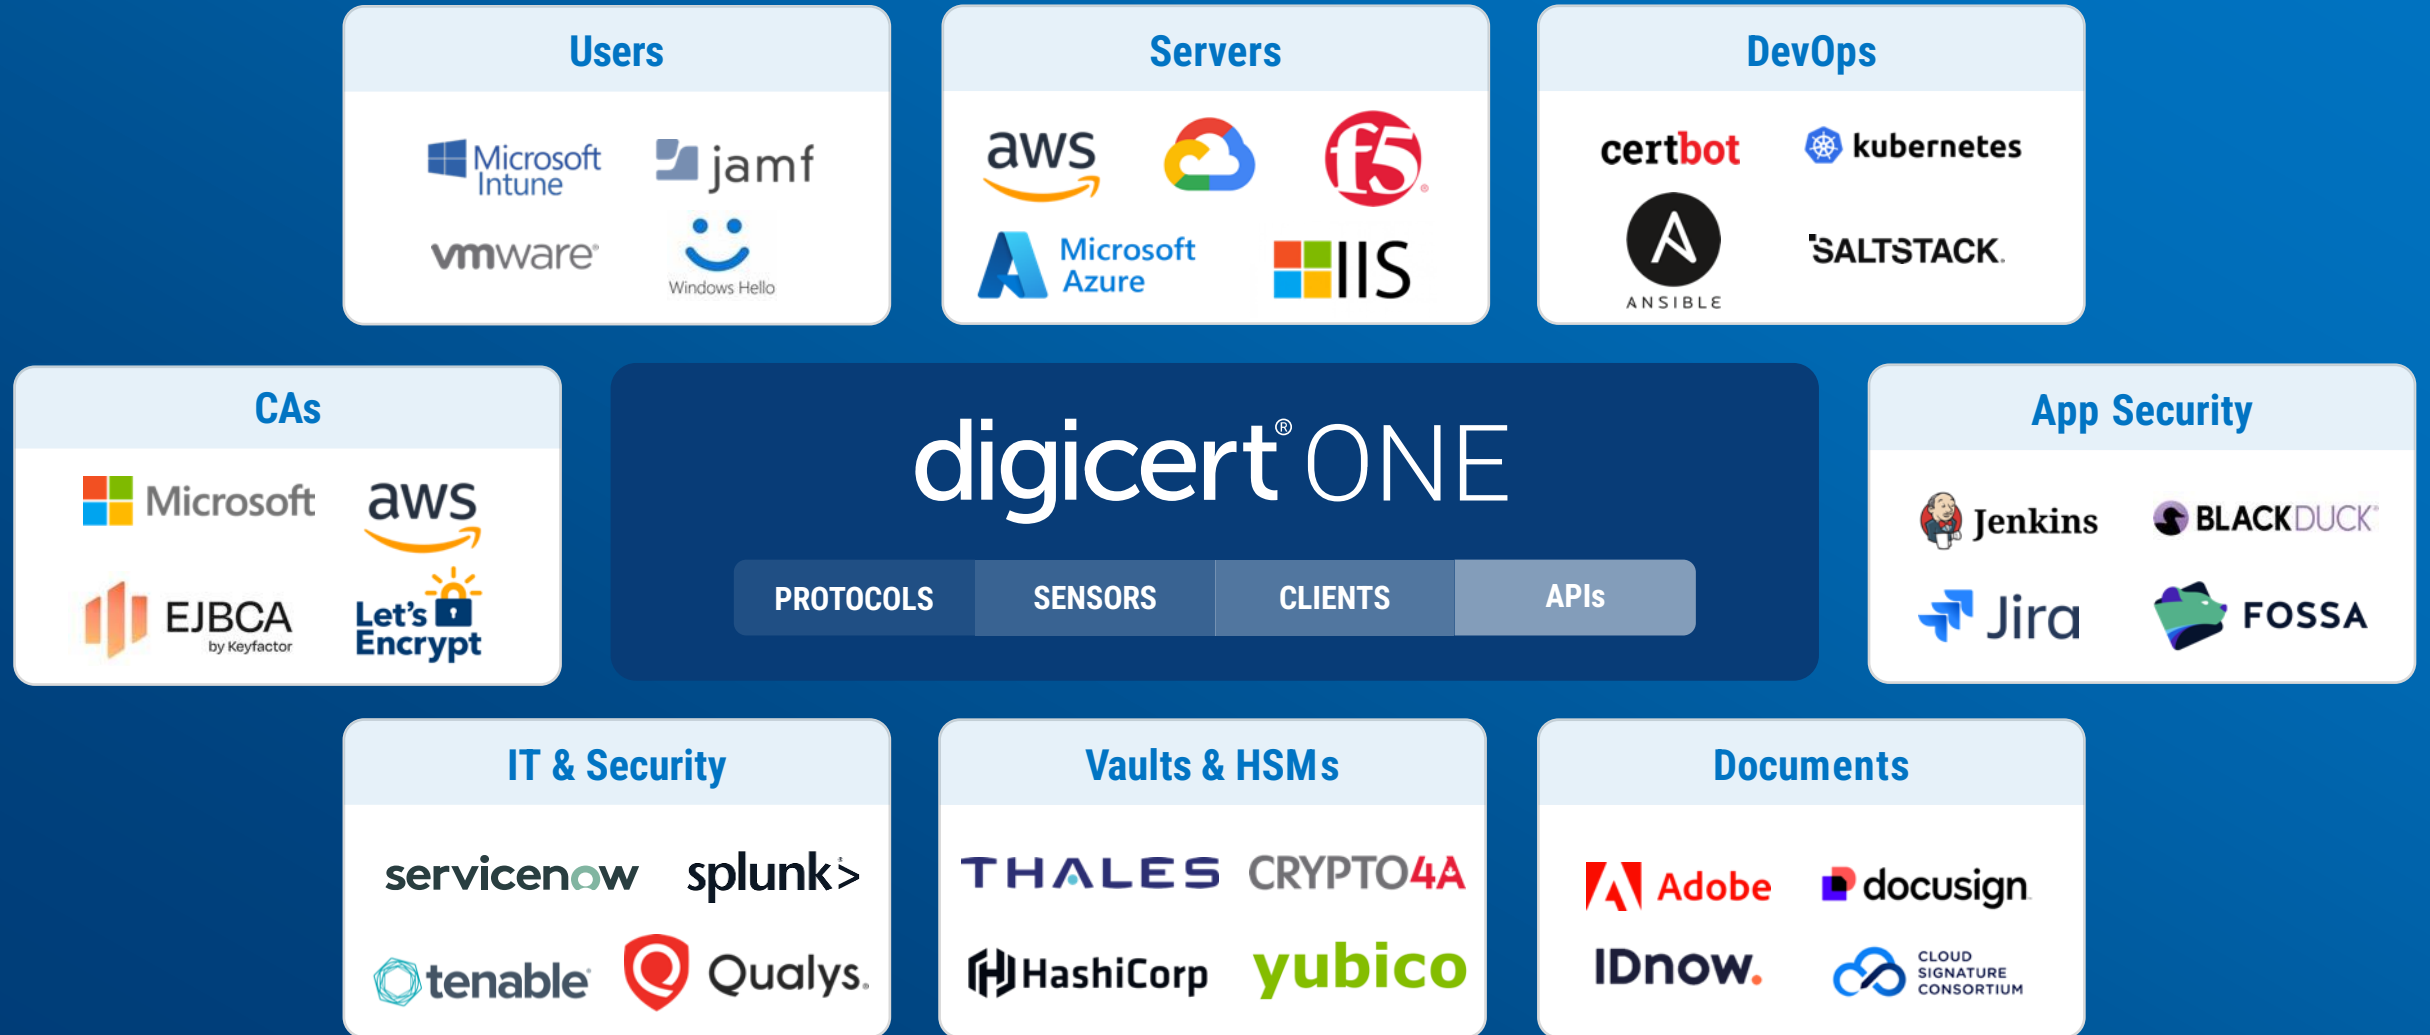 Users
Microsoft
Intune
jamf
vmware®
Windows Hello
Servers
aws
f5®
Microsoft
Azure
IIS
DevOps
certbot
kubernetes
ANSIBLE
SALTSTACK.
CAs
Microsoft
aws
EJBCA
by Keyfactor
Let's
Encrypt
digicert® ONE
PROTOCOLS
SENSORS
CLIENTS
APIs
App Security
Jenkins
BLACKDUCK®
Jira
FOSSA
IT & Security
servicenow
splunk>
tenable®
Qualys.
Vaults & HSMs
THALES
CRYPTO4A
HashiCorp
yubico
Documents
Adobe
docusign
IDnow.
CLOUD
SIGNATURE
CONSORTIUM